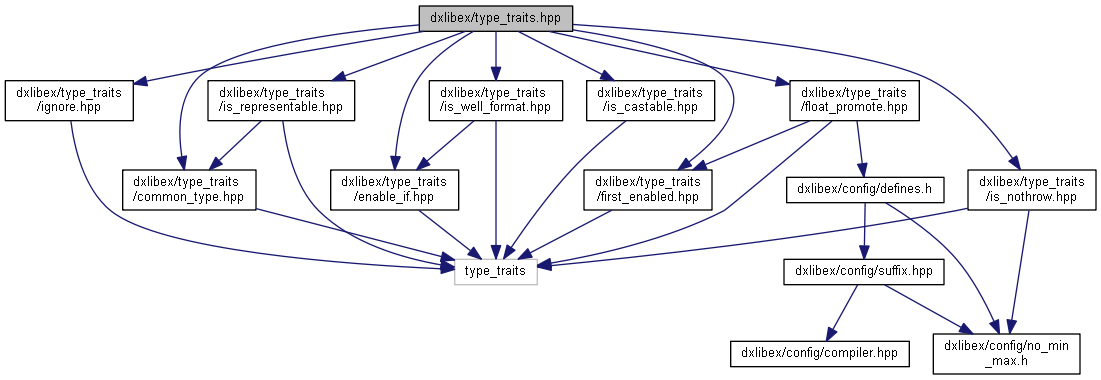 dxlibex/type_traits.hpp
dxlibex/type_traits
/ignore.hpp
dxlibex/type_traits
/is_representable.hpp
dxlibex/type_traits
/is_well_format.hpp
dxlibex/type_traits
/is_castable.hpp
dxlibex/type_traits
/float_promote.hpp
dxlibex/type_traits
/common_type.hpp
dxlibex/type_traits
/enable_if.hpp
dxlibex/type_traits
/first_enabled.hpp
dxlibex/config/defines.h
dxlibex/type_traits
/is_nothrow.hpp
type_traits
dxlibex/config/suffix.hpp
dxlibex/config/compiler.hpp
dxlibex/config/no_min
_max.h